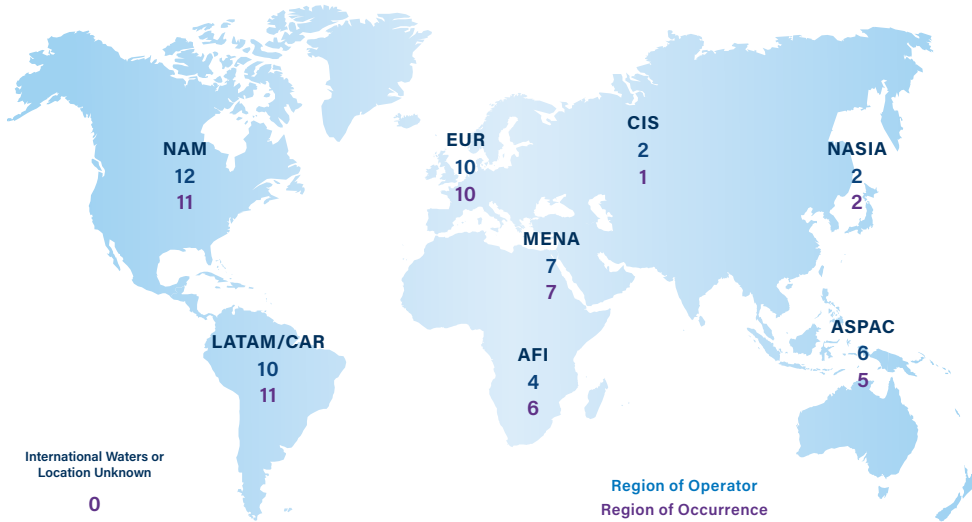 NAM
12
11
EUR
10
10
CIS
2
1
NASIA
2
2
MENA
7
7
LATAM/CAR
10
11
AFI
4
6
ASPAC
6
5
International Waters or
Location Unknown
0
Region of Operator
Region of Occurrence